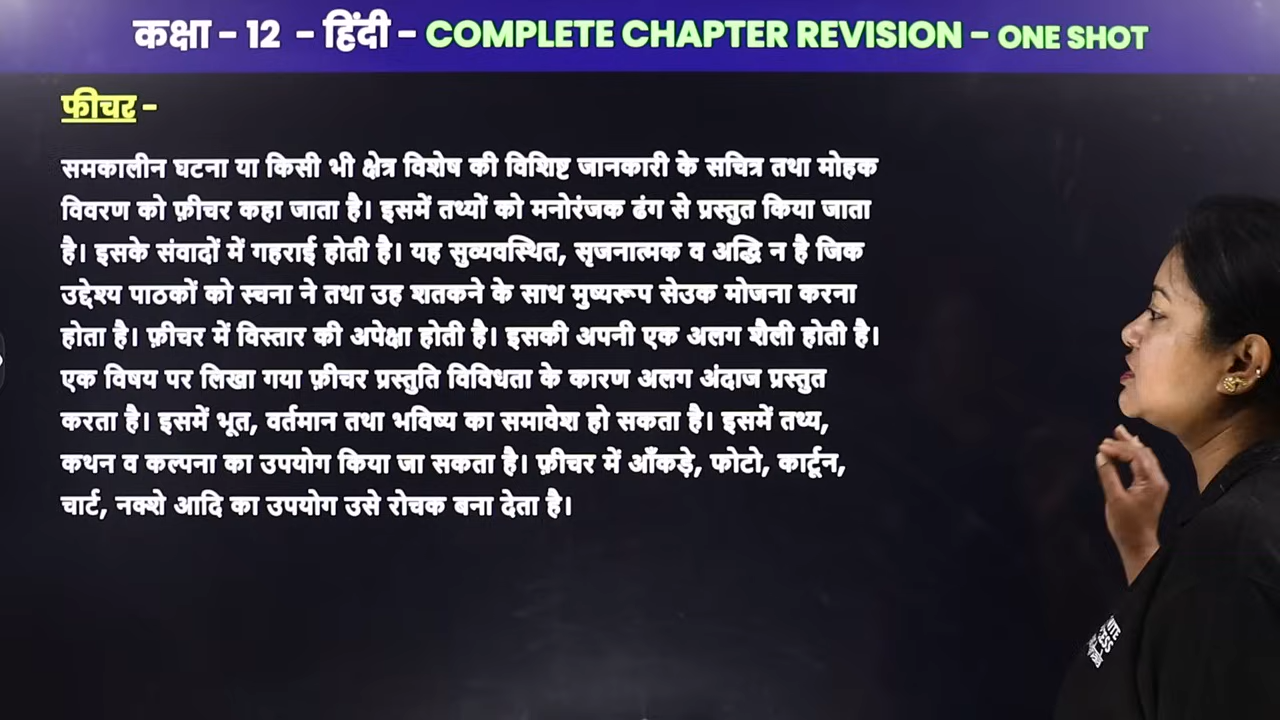 कक्षा - 12 - हिंदी - COMPLETE CHAPTER REVISION - ONE SHOT
फीचर -
समकालीन घटना या किसी भी क्षेत्र विशेष की विशिष्ट जानकारी के सचित्र तथा मोहक
विवरण को फ़ीचर कहा जाता है। इसमें तथ्यों को मनोरंजक ढंग से प्रस्तुत किया जाता
है। इसके संवादों में गहराई होती है। यह सुव्यवस्थित, सृजनात्मक व अद्धि न है जिक
उद्देश्य पाठकों को स्चना ने तथा उह शतकने के साथ मुष्यरूप सेउक मोजना करना
होता है। फ़ीचर में विस्तार की अपेक्षा होती है। इसकी अपनी एक अलग शैली होती है।
एक विषय पर लिखा गया फ़ीचर प्रस्तुति विविधता के कारण अलग अंदाज प्रस्तुत
करता है। इसमें भूत, वर्तमान तथा भविष्य का समावेश हो सकता है। इसमें तथ्य,
कथन व कल्पना का उपयोग किया जा सकता है। फ़ीचर में आँकड़े, फोटो, कार्टून,
चार्ट, नक्शे आदि का उपयोग उसे रोचक बना देता है।